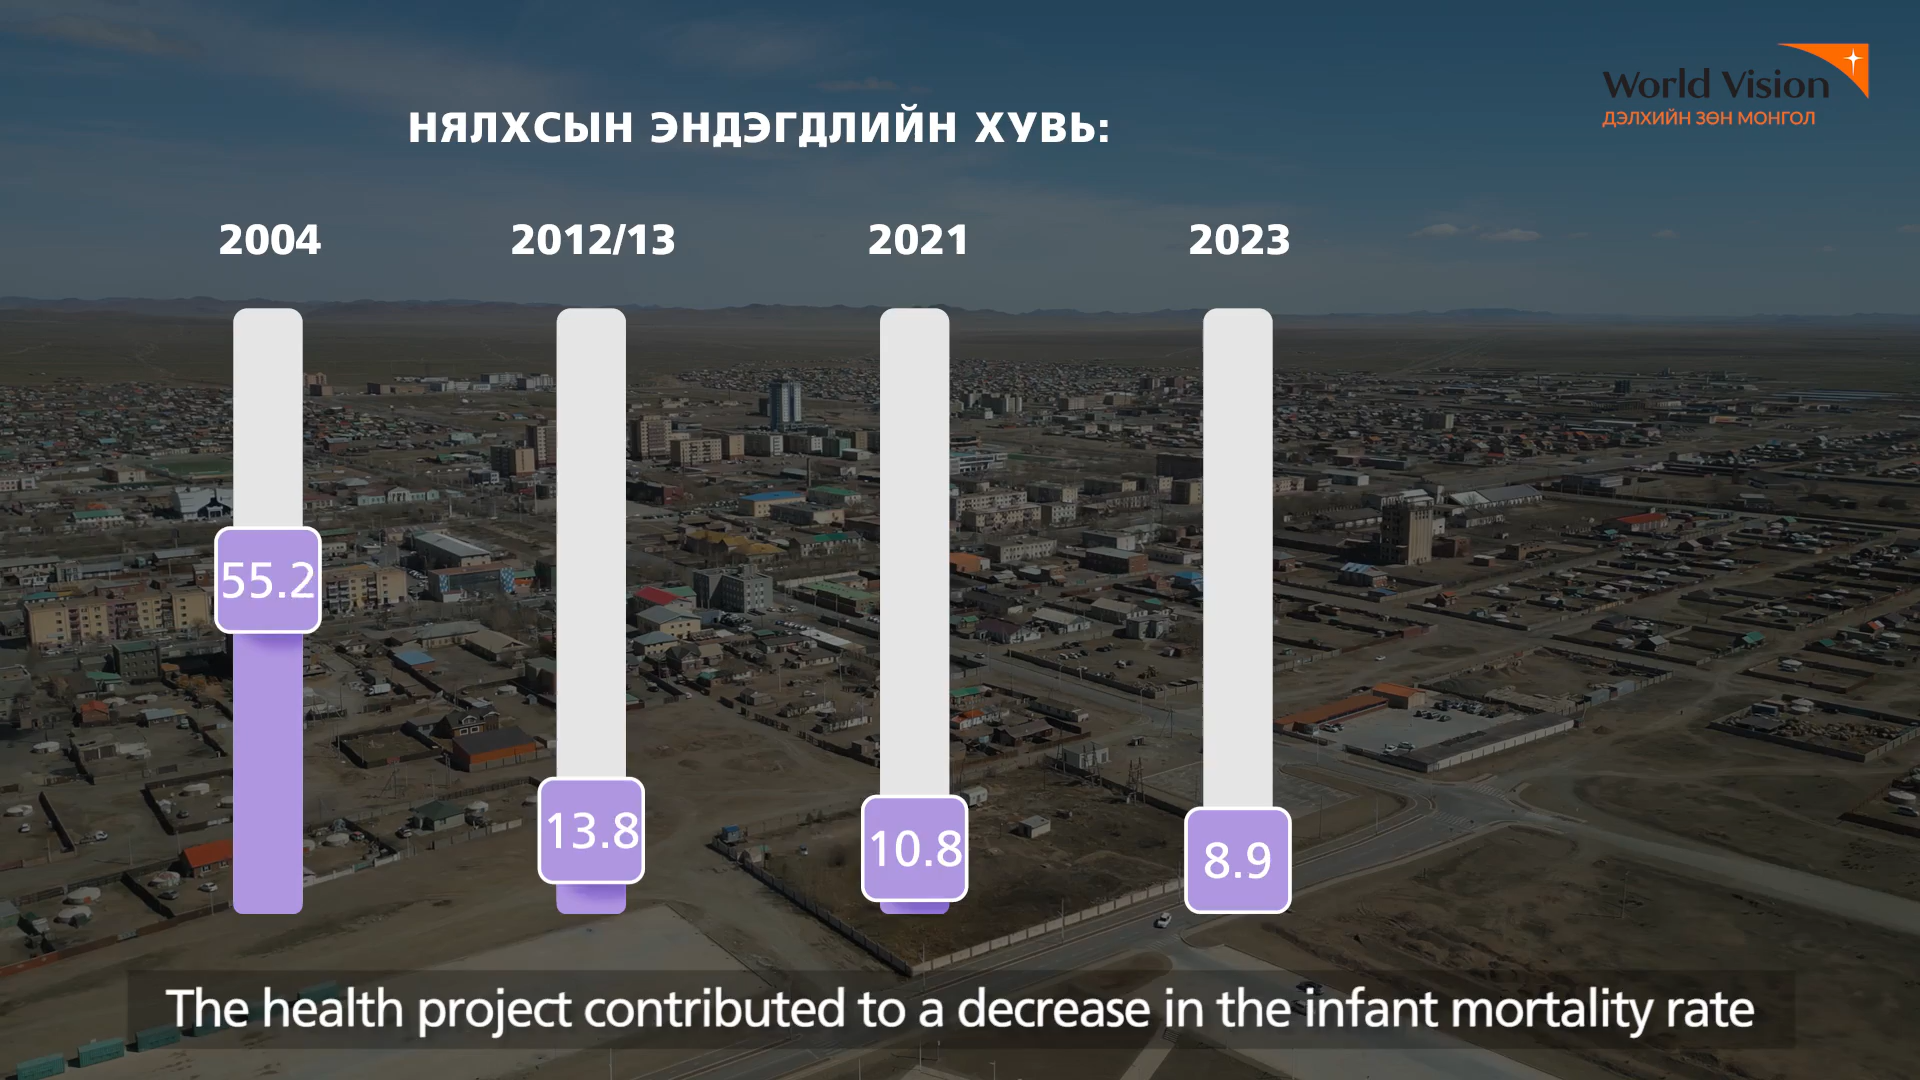 World Vision
ДЭЛХИЙН ЗӨН МОНГОЛ
НЯЛХСЫН ЭНДЭГДЛИЙН ХУВЬ:
2004 2012/13 2021 2023
55.2
13.8
10.8
8.9
The health project contributed to a decrease in the infant mortality rate